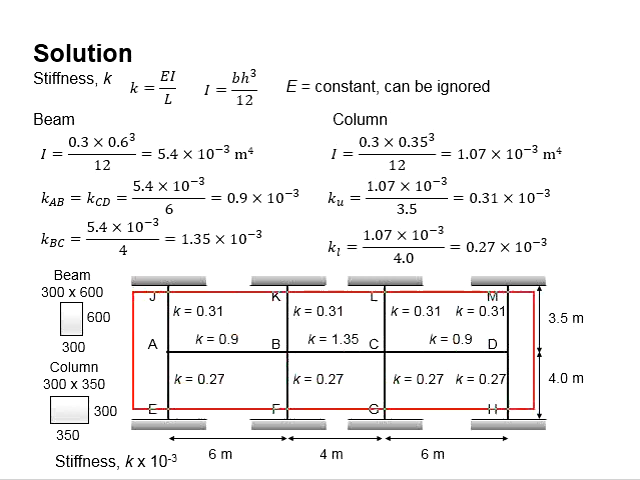 Solution
Stiffness, k k = EI/L I = bh³/12 E = constant, can be ignored
Beam Column
I = 0.3 × 0.6³/12 = 5.4 × 10⁻³ m⁴ I = 0.3 × 0.35³/12 = 1.07 × 10⁻³ m⁴
k_AB = k_CD = 5.4 × 10⁻³/6 = 0.9 × 10⁻³ k_u = 1.07 × 10⁻³/3.5 = 0.31 × 10⁻³
k_BC = 5.4 × 10⁻³/4 = 1.35 × 10⁻³ k_l = 1.07 × 10⁻³/4.0 = 0.27 × 10⁻³
Beam
300 x 600
600
300
Column
300 x 350
300
350
J K L M
k = 0.31 k = 0.31 k = 0.31 k = 0.31
3.5 m
k = 0.9 k = 1.35 k = 0.9
A B C D
k = 0.27 k = 0.27 k = 0.27 k = 0.27
4.0 m
E F G H
6 m 4 m 6 m
Stiffness, k x 10⁻³